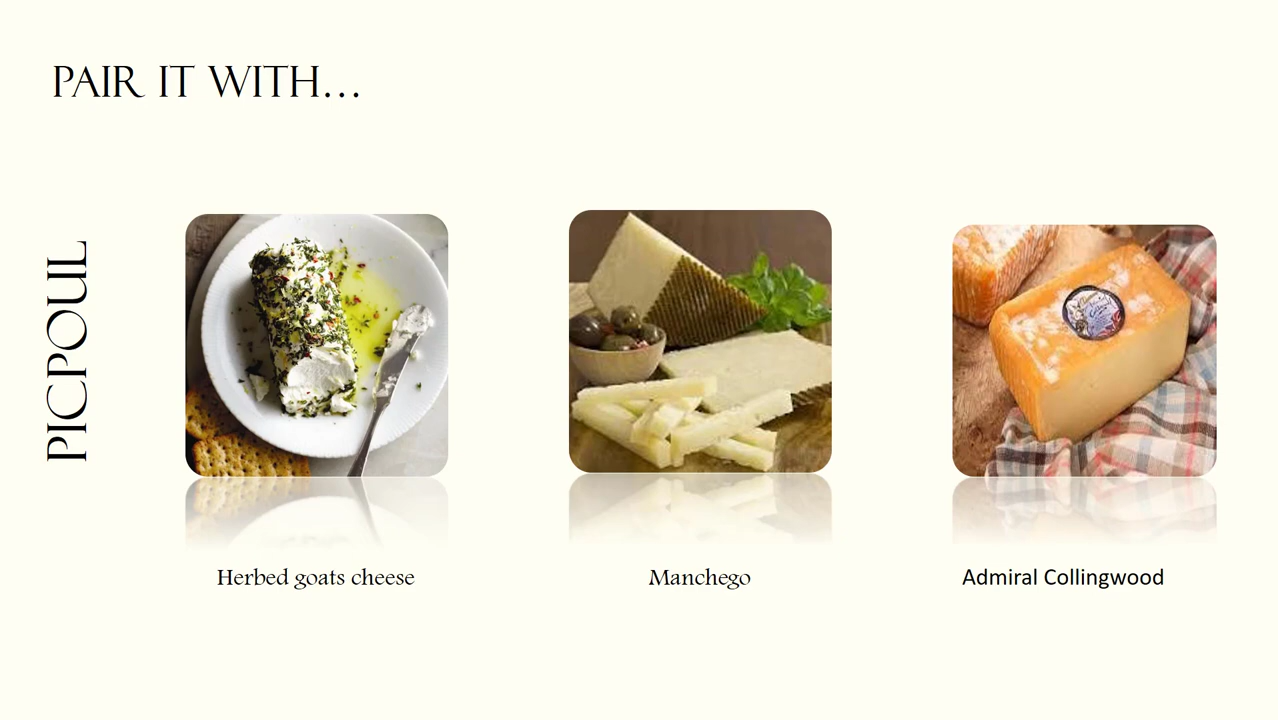 PAIR IT WITH...
PICPOUL
Herbed goats cheese
Manchego
Admiral Collingwood